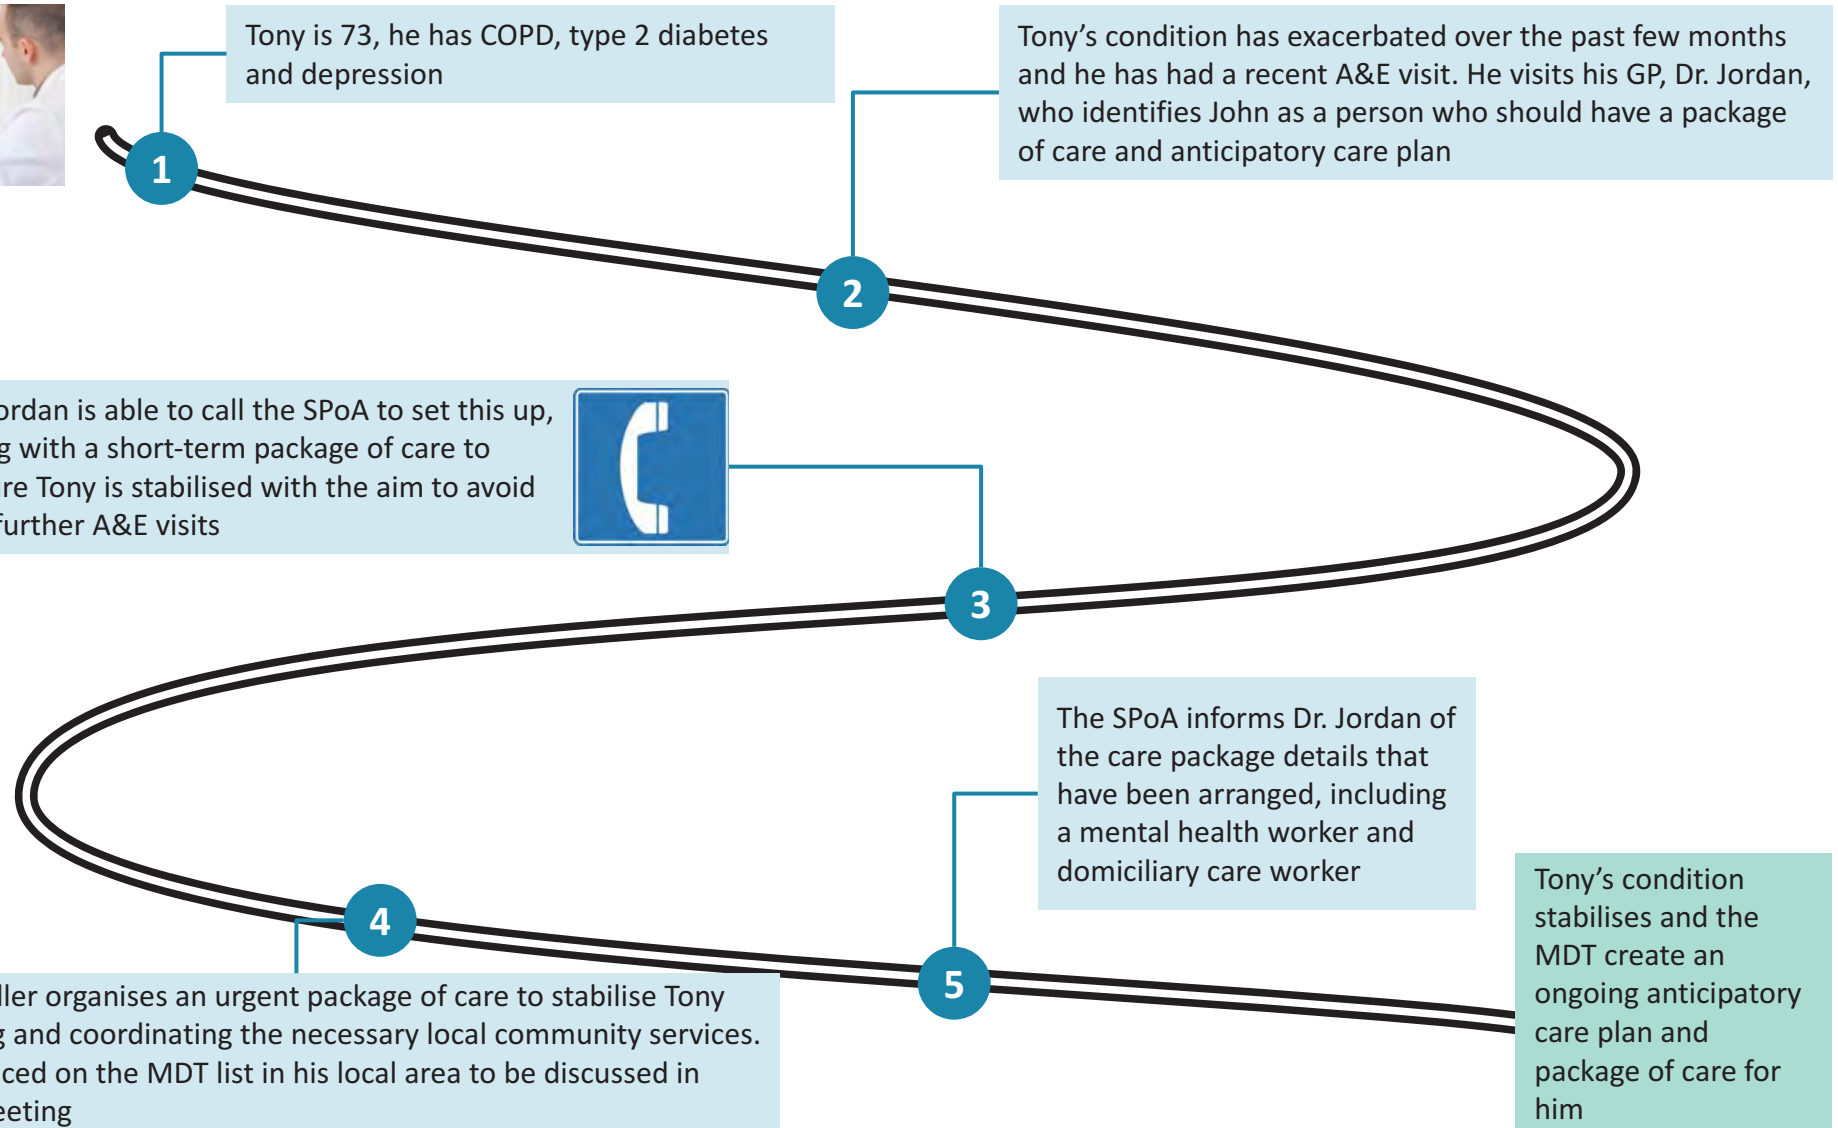 Tony is 73, he has COPD, type 2 diabetes
and depression
1
Tony’s condition has exacerbated over the past few months
and he has had a recent A&E visit. He visits his GP, Dr. Jordan,
who identifies John as a person who should have a package
of care and anticipatory care plan
2
ordan is able to call the SPoA to set this up,
g with a short-term package of care to
re Tony is stabilised with the aim to avoid
further A&E visits
3
ller organises an urgent package of care to stabilise Tony
g and coordinating the necessary local community services.
ced on the MDT list in his local area to be discussed in
eeting
4
The SPoA informs Dr. Jordan of
the care package details that
have been arranged, including
a mental health worker and
domiciliary care worker
5
Tony’s condition
stabilises and the
MDT create an
ongoing anticipatory
care plan and
package of care for
him